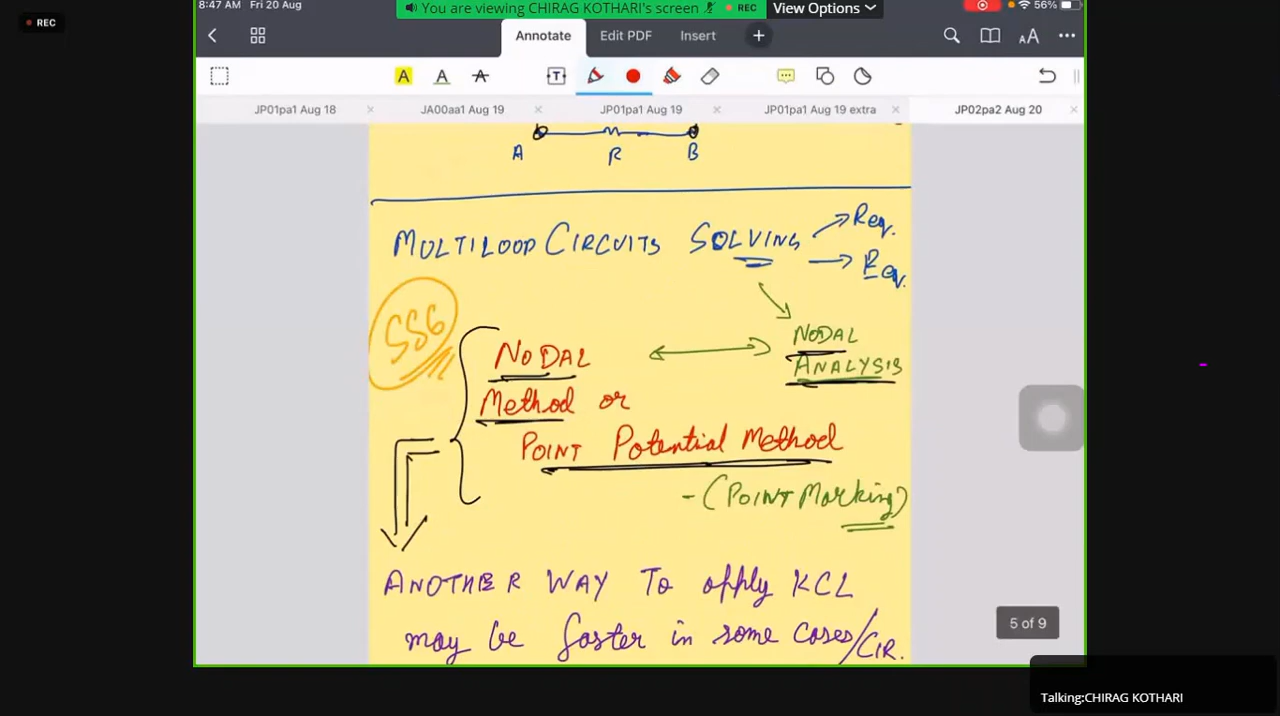 REC
8:47 AM Fri 20 Aug
You are viewing CHIRAG KOTHARI's screen
REC
View Options
56%
Annotate
Edit PDF
Insert
AA
A A A T
JP01pa1 Aug 18
JA00aa1 Aug 19
JP01pa1 Aug 19
JP01pa1 Aug 19 extra
JP02pa2 Aug 20
A R B
MULTILOOP CIRCUITS SOLVING
Req.
Req.
SSG
NODAL
Method or
POINT Potential Method
NODAL
ANALYSIS
- (POINT Marking)
ANOTHER WAY TO apply KCL
may be faster in some cases/CIR.
5 of 9
Talking:CHIRAG KOTHARI